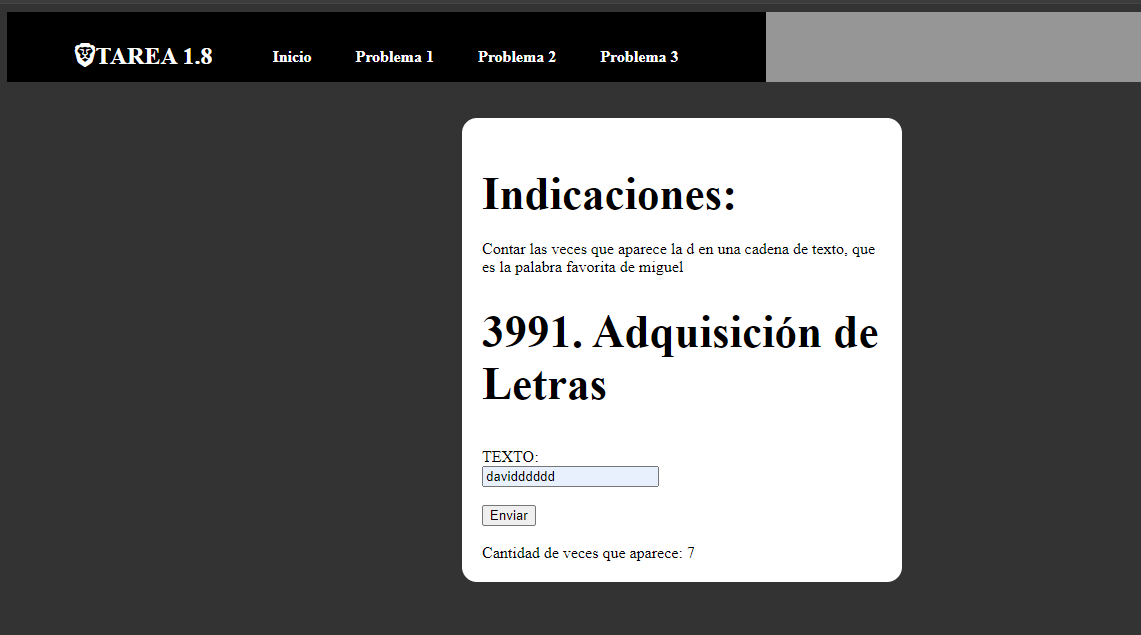 TAREA 1.8 Inicio Problema 1 Problema 2 Problema 3
Indicaciones:
Contar las veces que aparece la d en una cadena de texto, que
es la palabra favorita de miguel
3991. Adquisición de
Letras
TEXTO:
davidddddd
Enviar
Cantidad de veces que aparece: 7